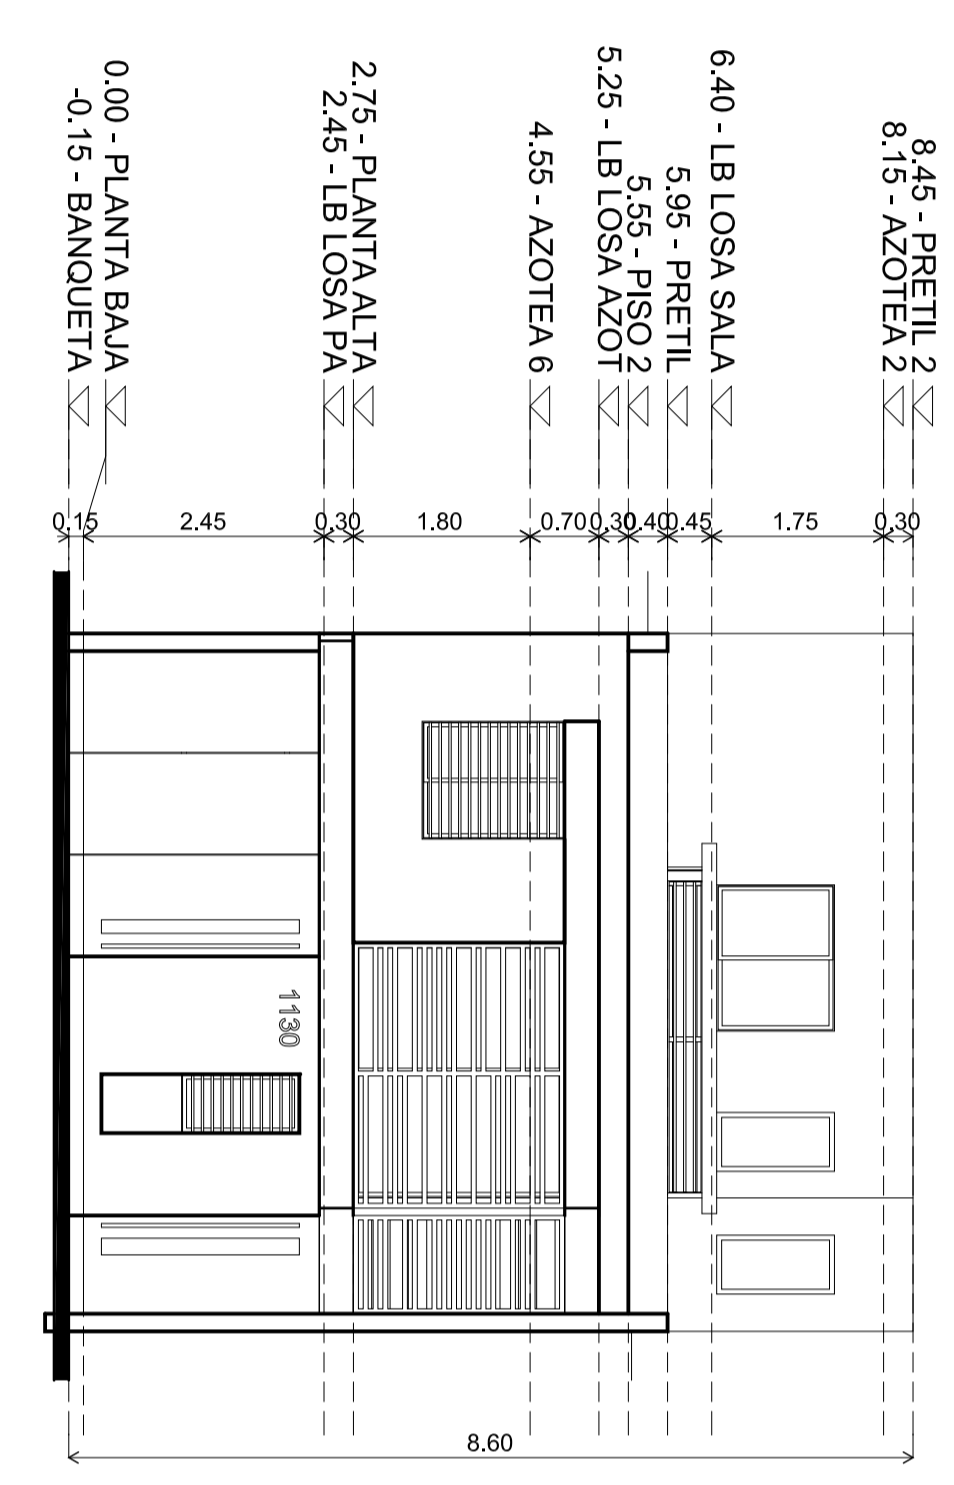 8.45 - PRETIL 2
8.15 - AZOTEA 2
6.40 - LB LOSA SALA
5.95 - PRETIL
5.55 - PISO 2
5.25 - LB LOSA AZOT
4.55 - AZOTEA 6
2.75 - PLANTA ALTA
2.45 - LB LOSA PA
0.00 - PLANTA BAJA
-0.15 - BANQUETA
0.15
2.45
0.30
1.80
0.70
0.30
0.40
0.45
1.75
0.30
1130
8.60